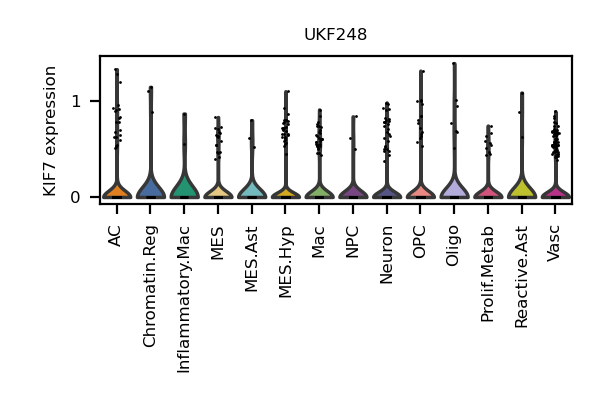 UKF248
KIF7 expression
1
0
AC
Chromatin.Reg
Inflammatory.Mac
MES
MES.Ast
MES.Hyp
Mac
NPC
Neuron
OPC
Oligo
Prolif.Metab
Reactive.Ast
Vasc